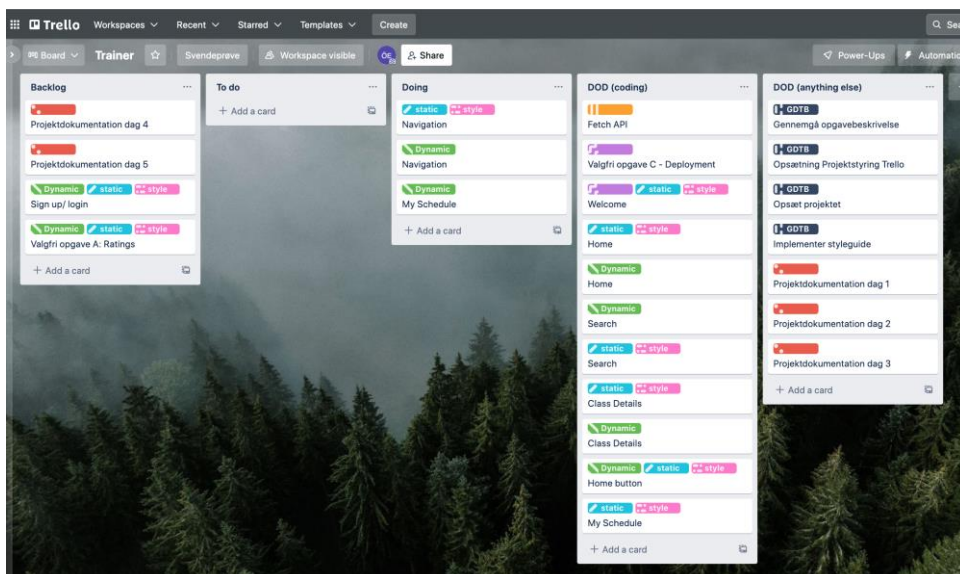 Trello Workspaces Recent Starred Templates Create Sea
Board Trainer Svendeprøve Workspace visible ÖE ES Share Power-Ups Automatio
Backlog
Projektdokumentation dag 4
Projektdokumentation dag 5
Dynamic static style
Sign up/ login
Dynamic static style
Valgfri opgave A: Ratings
+ Add a card
To do
+ Add a card
Doing
static style
Navigation
Dynamic
Navigation
Dynamic
My Schedule
+ Add a card
DOD (coding)
Fetch API
Valgfri opgave C - Deployment
static style
Welcome
static style
Home
Dynamic
Home
Dynamic
Search
static style
Search
static style
Class Details
Dynamic
Class Details
Dynamic static style
Home button
static style
My Schedule
+ Add a card
DOD (anything else)
GDTB
Gennemgå opgavebeskrivelse
GDTB
Opsætning Projektstyring Trello
GDTB
Opsæt projektet
GDTB
Implementer styleguide
Projektdokumentation dag 1
Projektdokumentation dag 2
Projektdokumentation dag 3
+ Add a card